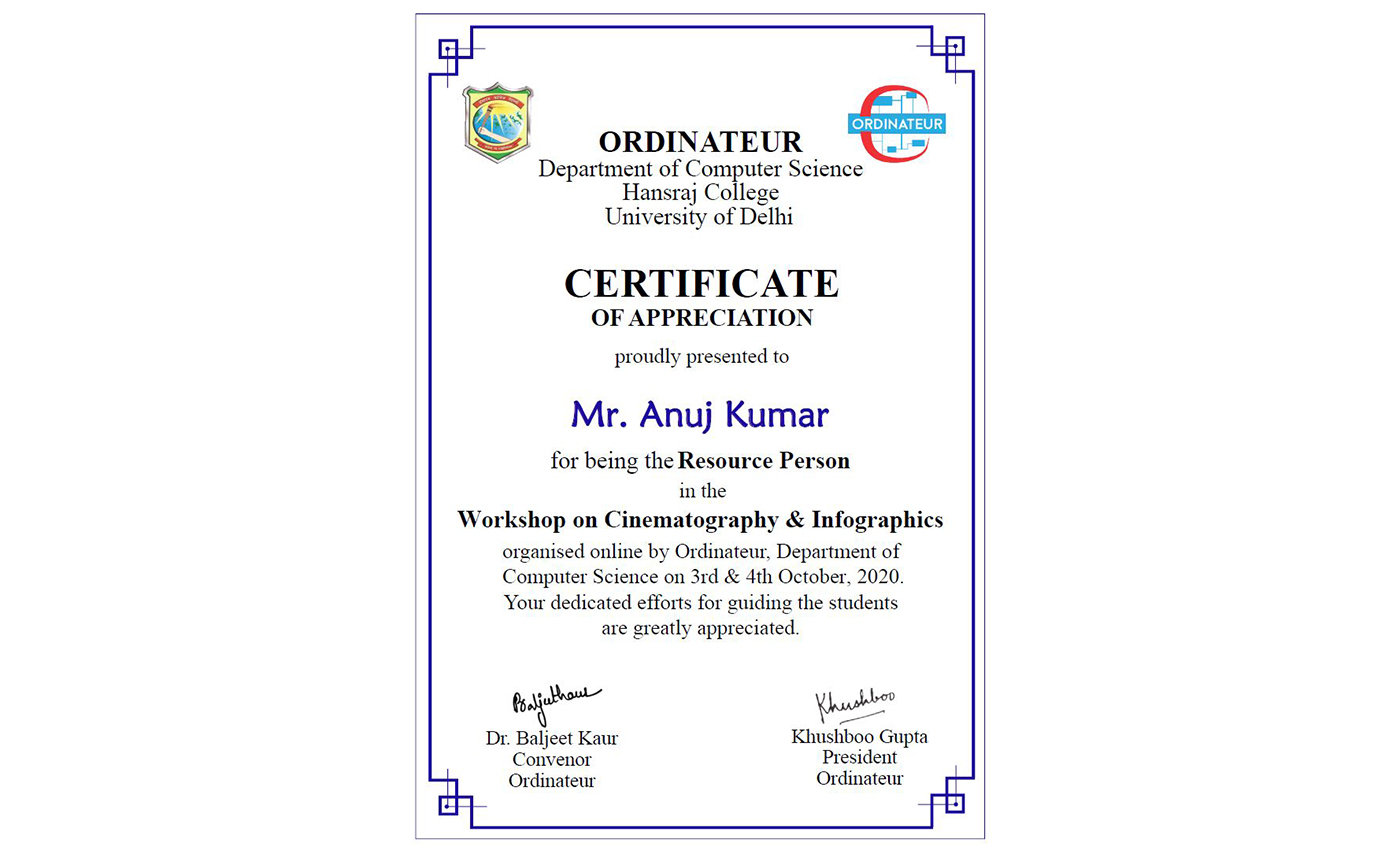 ORDINATEUR
ORDINATEUR
Department of Computer Science
Hansraj College
University of Delhi
CERTIFICATE
OF APPRECIATION
proudly presented to
Mr. Anuj Kumar
for being the Resource Person
in the
Workshop on Cinematography & Infographics
organised online by Ordinateur, Department of
Computer Science on 3rd & 4th October, 2020.
Your dedicated efforts for guiding the students
are greatly appreciated.
Baljeetkaur
Dr. Baljeet Kaur
Convenor
Ordinateur
Khushboo
Khushboo Gupta
President
Ordinateur